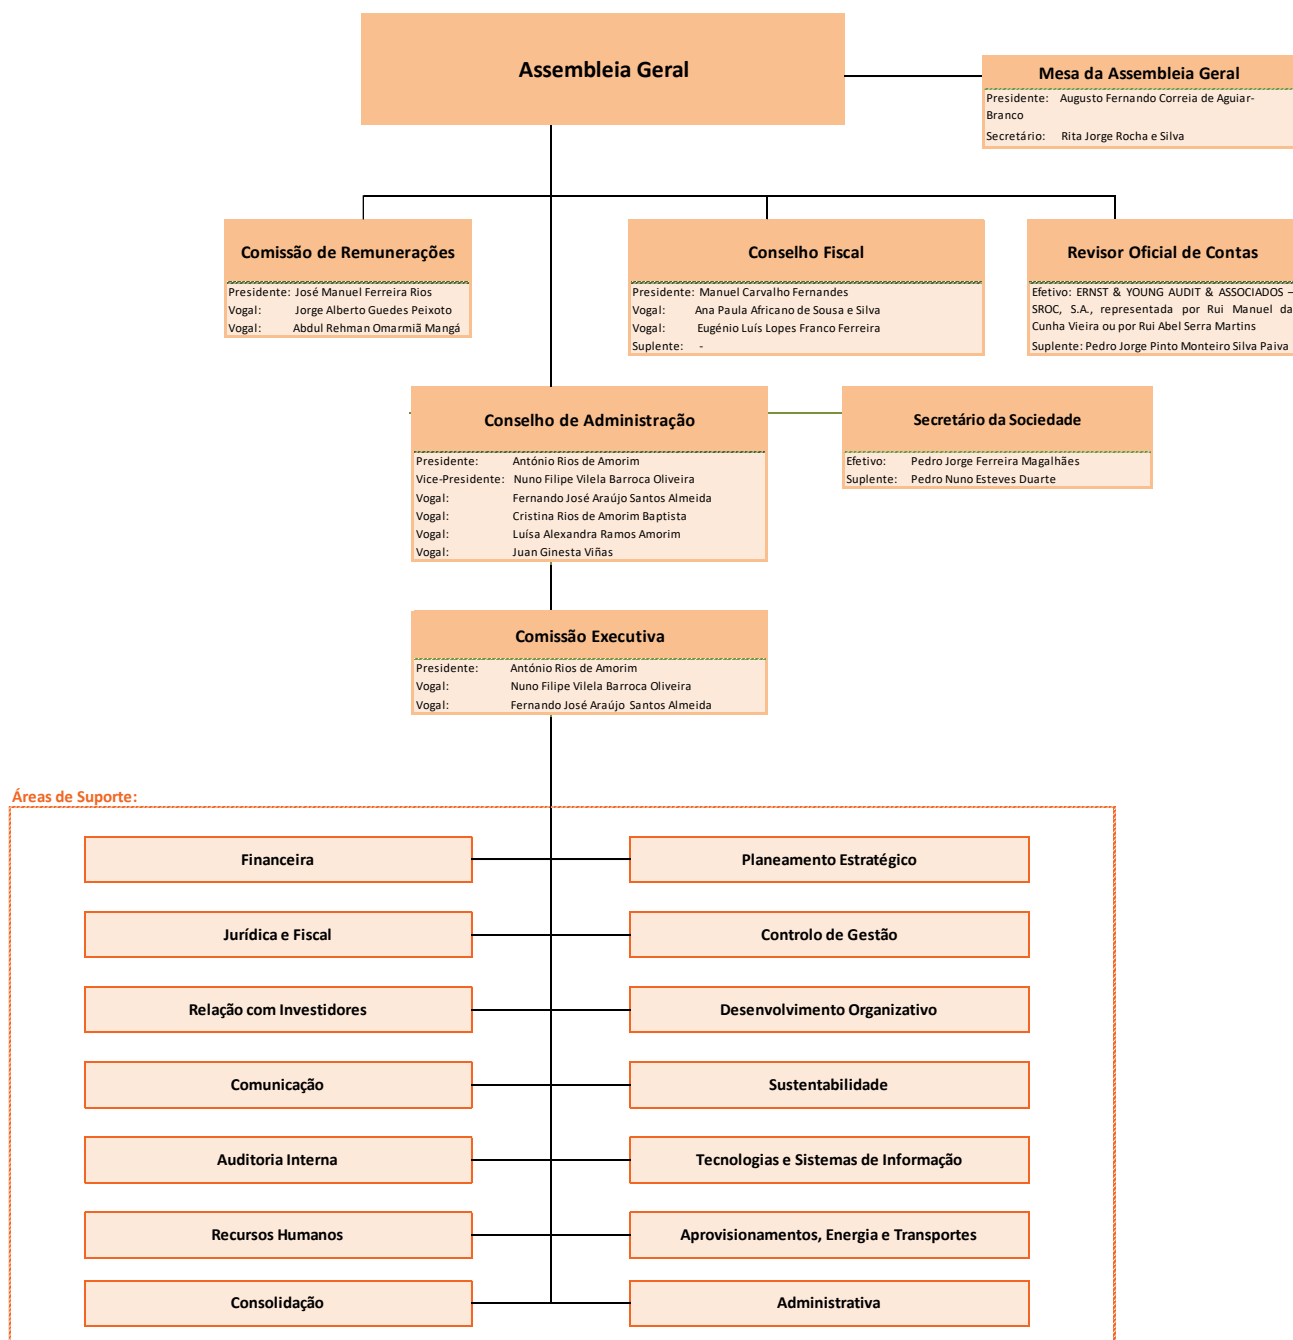 Assembleia Geral
Mesa da Assembleia Geral
Presidente: Augusto Fernando Correia de Aguiar-
Branco
Secretário: Rita Jorge Rocha e Silva
Comissão de Remunerações
Presidente: José Manuel Ferreira Rios
Vogal: Jorge Alberto Guedes Peixoto
Vogal: Abdul Rehman Omarmiã Mangá
Conselho Fiscal
Presidente: Manuel Carvalho Fernandes
Vogal: Ana Paula Africano de Sousa e Silva
Vogal: Eugénio Luís Lopes Franco Ferreira
Suplente: -
Revisor Oficial de Contas
Efetivo: ERNST & YOUNG AUDIT & ASSOCIADOS –
SROC, S.A., representada por Rui Manuel da
Cunha Vieira ou por Rui Abel Serra Martins
Suplente: Pedro Jorge Pinto Monteiro Silva Paiva
Conselho de Administração
Presidente: António Rios de Amorim
Vice-Presidente: Nuno Filipe Vilela Barroca Oliveira
Vogal: Fernando José Araújo Santos Almeida
Vogal: Cristina Rios de Amorim Baptista
Vogal: Luísa Alexandra Ramos Amorim
Vogal: Juan Ginesta Viñas
Secretário da Sociedade
Efetivo: Pedro Jorge Ferreira Magalhães
Suplente: Pedro Nuno Esteves Duarte
Comissão Executiva
Presidente: António Rios de Amorim
Vogal: Nuno Filipe Vilela Barroca Oliveira
Vogal: Fernando José Araújo Santos Almeida
Áreas de Suporte:
Financeira
Planeamento Estratégico
Jurídica e Fiscal
Controlo de Gestão
Relação com Investidores
Desenvolvimento Organizativo
Comunicação
Sustentabilidade
Auditoria Interna
Tecnologias e Sistemas de Informação
Recursos Humanos
Aprovisionamentos, Energia e Transportes
Consolidação
Administrativa